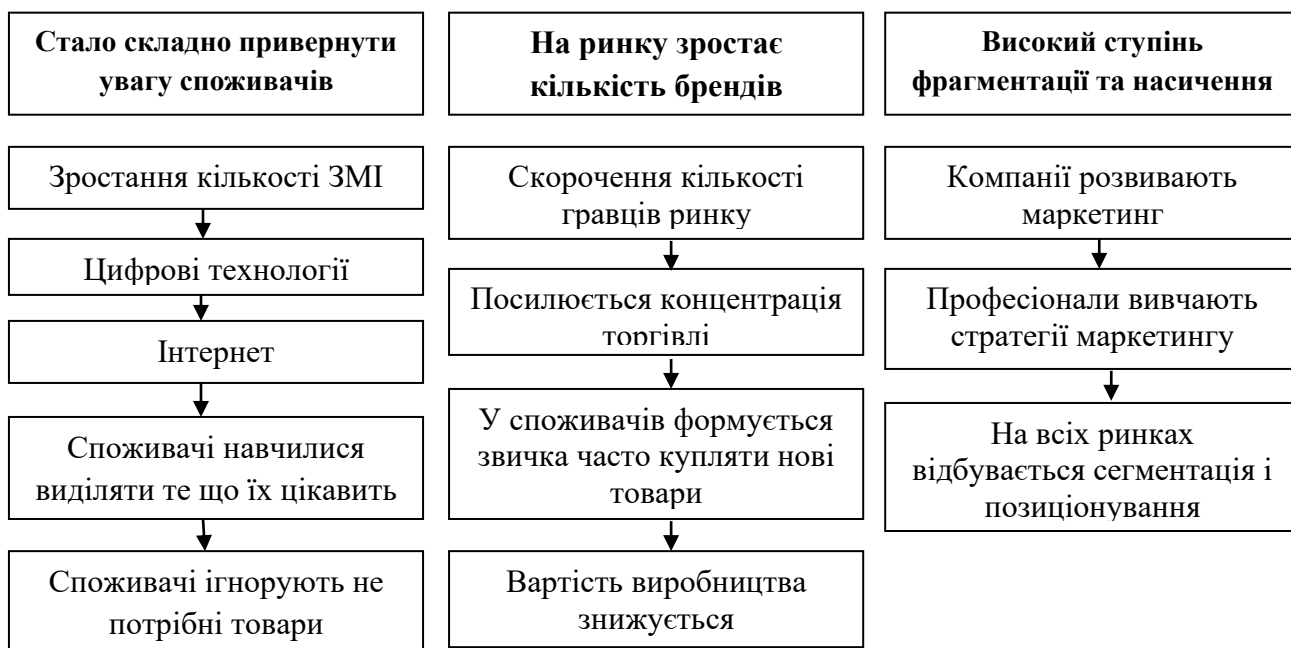 Стало складно привернути
увагу споживачів
На ринку зростає
кількість брендів
Високий ступінь
фрагментації та насичення
Зростання кількості ЗМІ
Цифрові технології
Інтернет
Споживачі навчилися
виділяти те що їх цікавить
Споживачі ігнорують не
потрібні товари
Скорочення кількості
гравців ринку
Посилюється концентрація
торгівлі
У споживачів формується
звичка часто купляти нові
товари
Вартість виробництва
знижується
Компанії розвивають
маркетинг
Професіонали вивчають
стратегії маркетингу
На всіх ринках
відбувається сегментація і
позиціонування